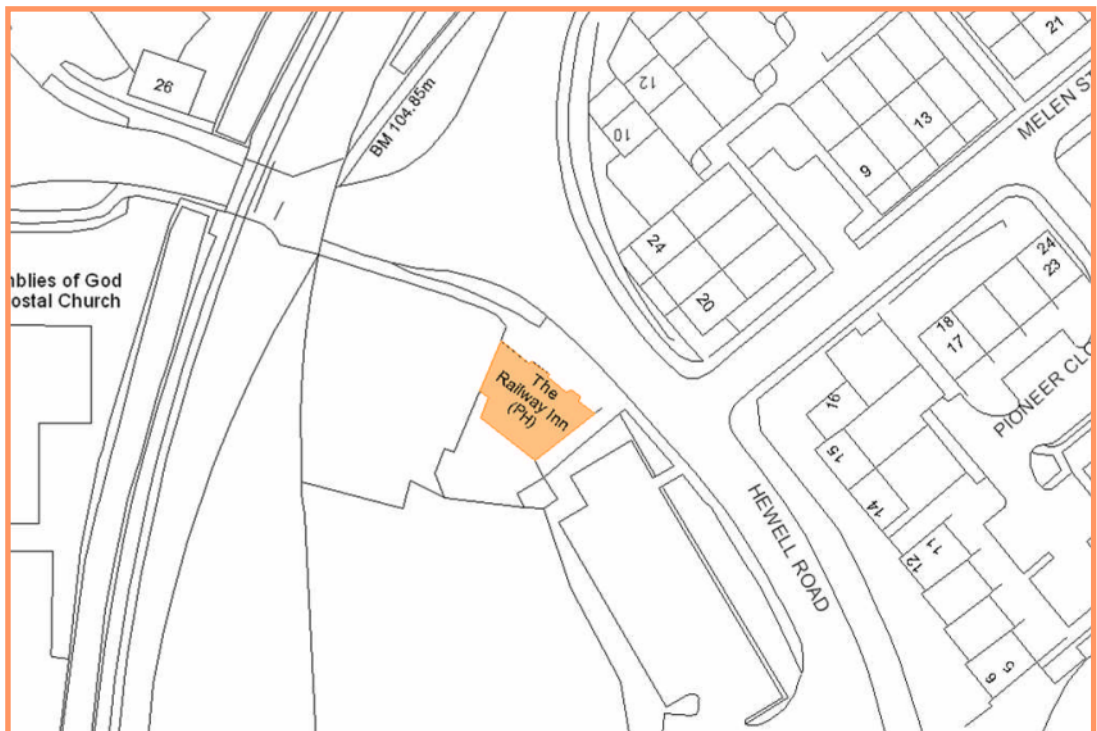 26
BM 104.85m
12
10
21
13
9
MELEN ST
24
20
nblies of God
ostal Church
The
Railway Inn
(PH)
24
23
18
17
16
15
14
PIONEER CLO
HEWELL ROAD
11
12
5
6